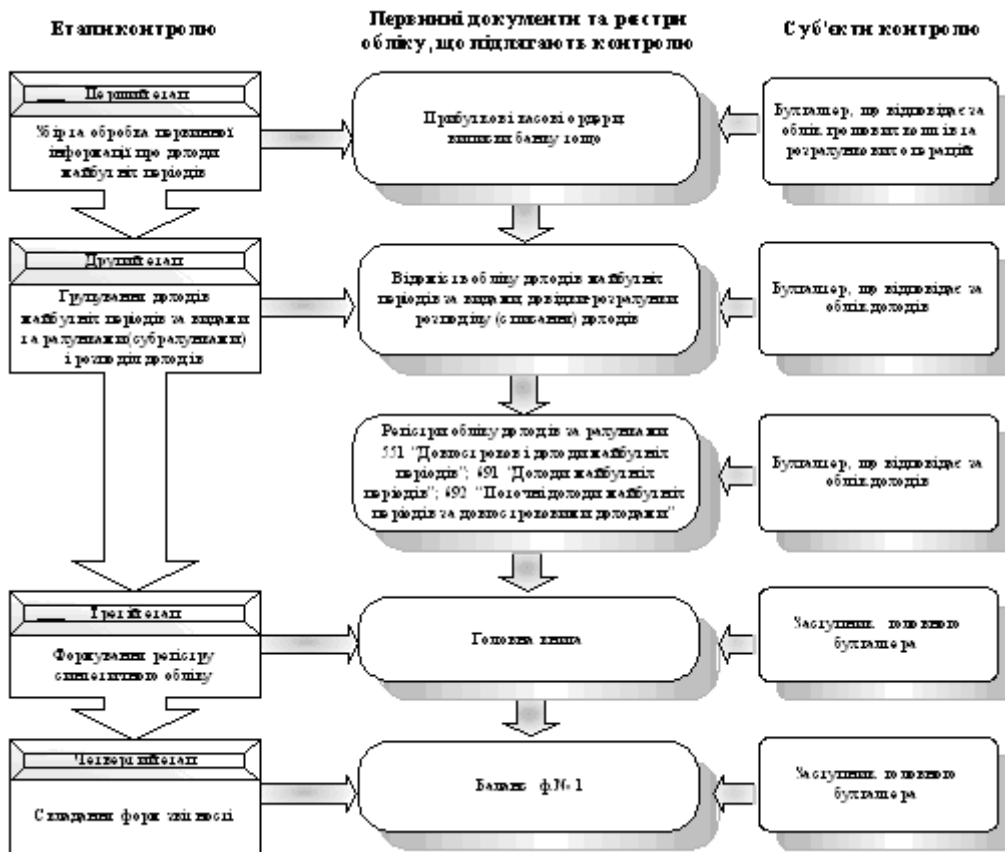 Етапи контролю
Первинні документи та реєстри
обліку, що підлягають контролю
Суб'єкти контролю
Перший етап
Збір та обробка первинної
інформації про доходи
майбутніх періодів
Прибуткові касові ордери
виписки банку тощо
Бухгалтер, що відповідає за
облік грошових коштів та
розрахункових операцій
Другий етап
Групування доходів
майбутніх періодів за видами
та рахунками(субрахунками)
і розподіл доходів
Відомість обліку доходів майбутніх
періодів за видами, довідки-розрахунки
розподілу (списання) доходів
Бухгалтер, що відповідає за
облік доходів
Регістри обліку доходів за рахунками
551 "Довгострокові доходи майбутніх
періодів"; 691 "Доходи майбутніх
періодів"; 692 "Поточні доходи майбутніх
періодів за довгостроковими доходами"
Бухгалтер, що відповідає за
облік доходів
Третій етап
Формування регістру
синтетичного обліку
Головна книга
Заступник головного
бухгалтера
Четвертий етап
Складання форм звітності
Баланс ф.№ 1
Заступник головного
бухгалтера